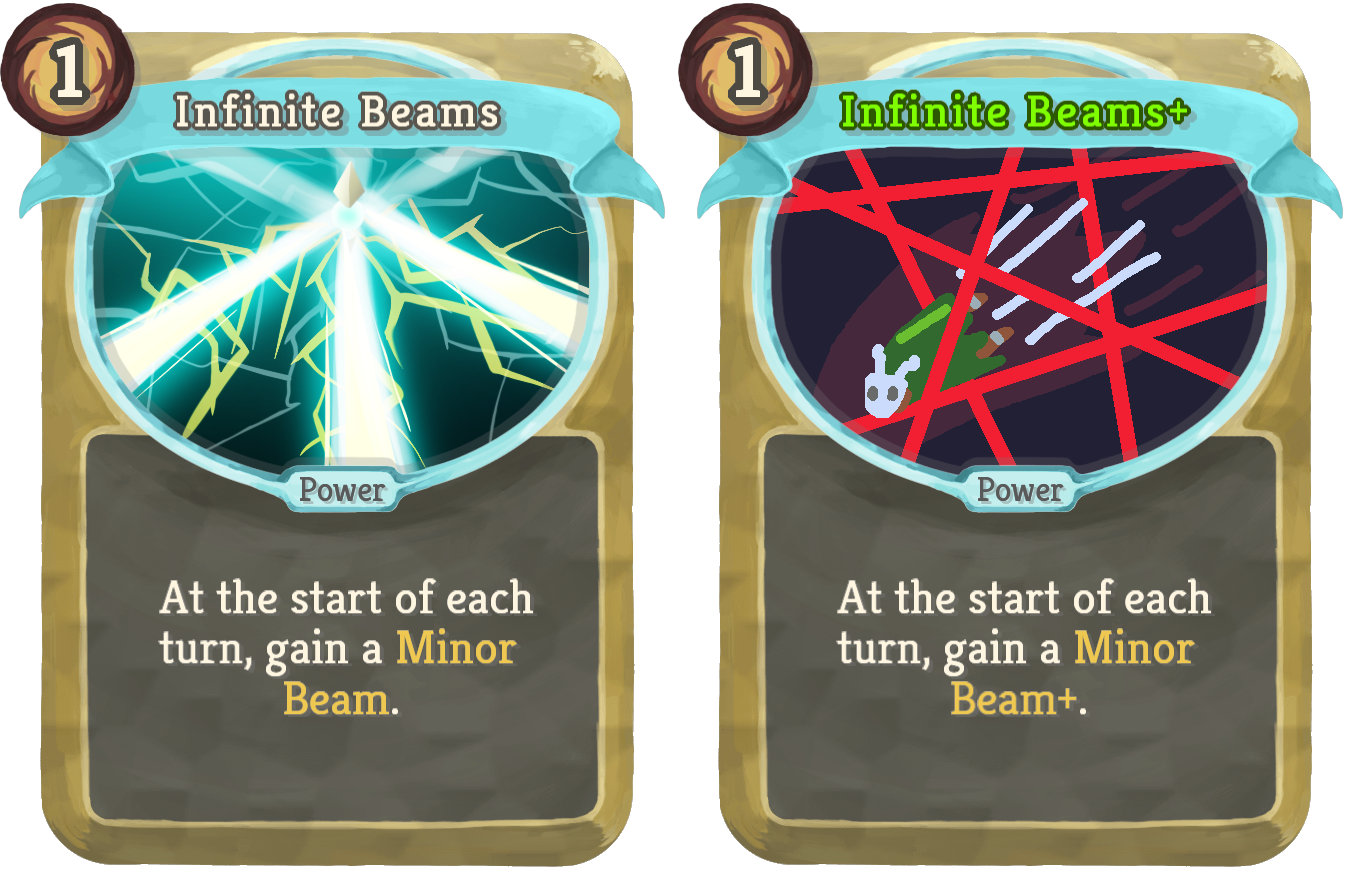 1
Infinite Beams
Power
At the start of each
turn, gain a Minor
Beam.
1
Infinite Beams+
Power
At the start of each
turn, gain a Minor
Beam+.